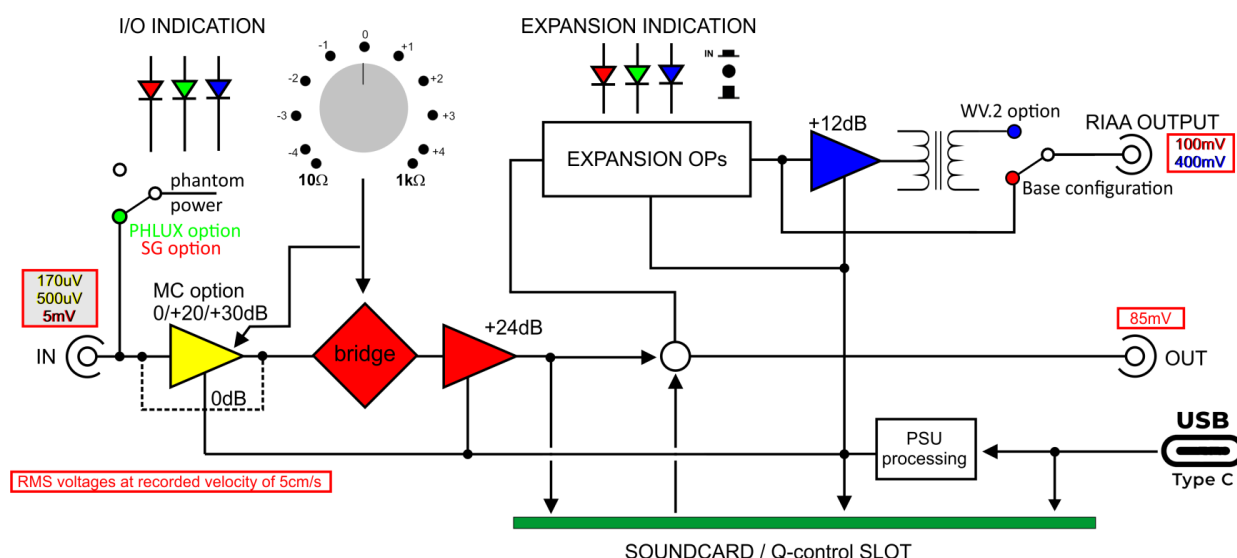 I/O INDICATION
EXPANSION INDICATION
-4
-3
-2
-1
0
+1
+2
+3
+4
10Ω
1kΩ
IN
phantom
power
PHLUX option
SG option
EXPANSION OPs
+12dB
WV.2 option
RIAA OUTPUT
100mV
400mV
Base configuration
170uV
500uV
5mV
IN
MC option
0/+20/+30dB
0dB
bridge
+24dB
85mV
OUT
PSU
processing
USB
Type C
RMS voltages at recorded velocity of 5cm/s
SOUNDCARD / Q-control SLOT